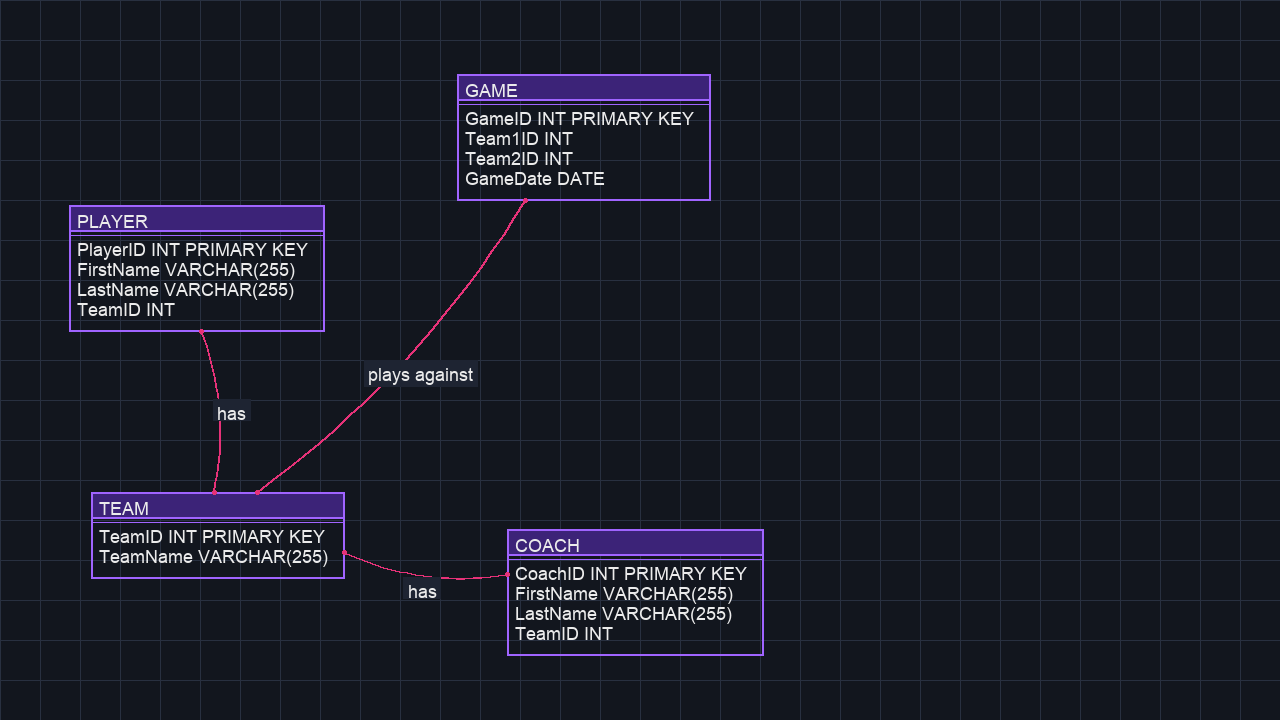 GAME
GameID INT PRIMARY KEY
Team1ID INT
Team2ID INT
GameDate DATE
PLAYER
PlayerID INT PRIMARY KEY
FirstName VARCHAR(255)
LastName VARCHAR(255)
TeamID INT
plays against
has
TEAM
TeamID INT PRIMARY KEY
TeamName VARCHAR(255)
has
COACH
CoachID INT PRIMARY KEY
FirstName VARCHAR(255)
LastName VARCHAR(255)
TeamID INT